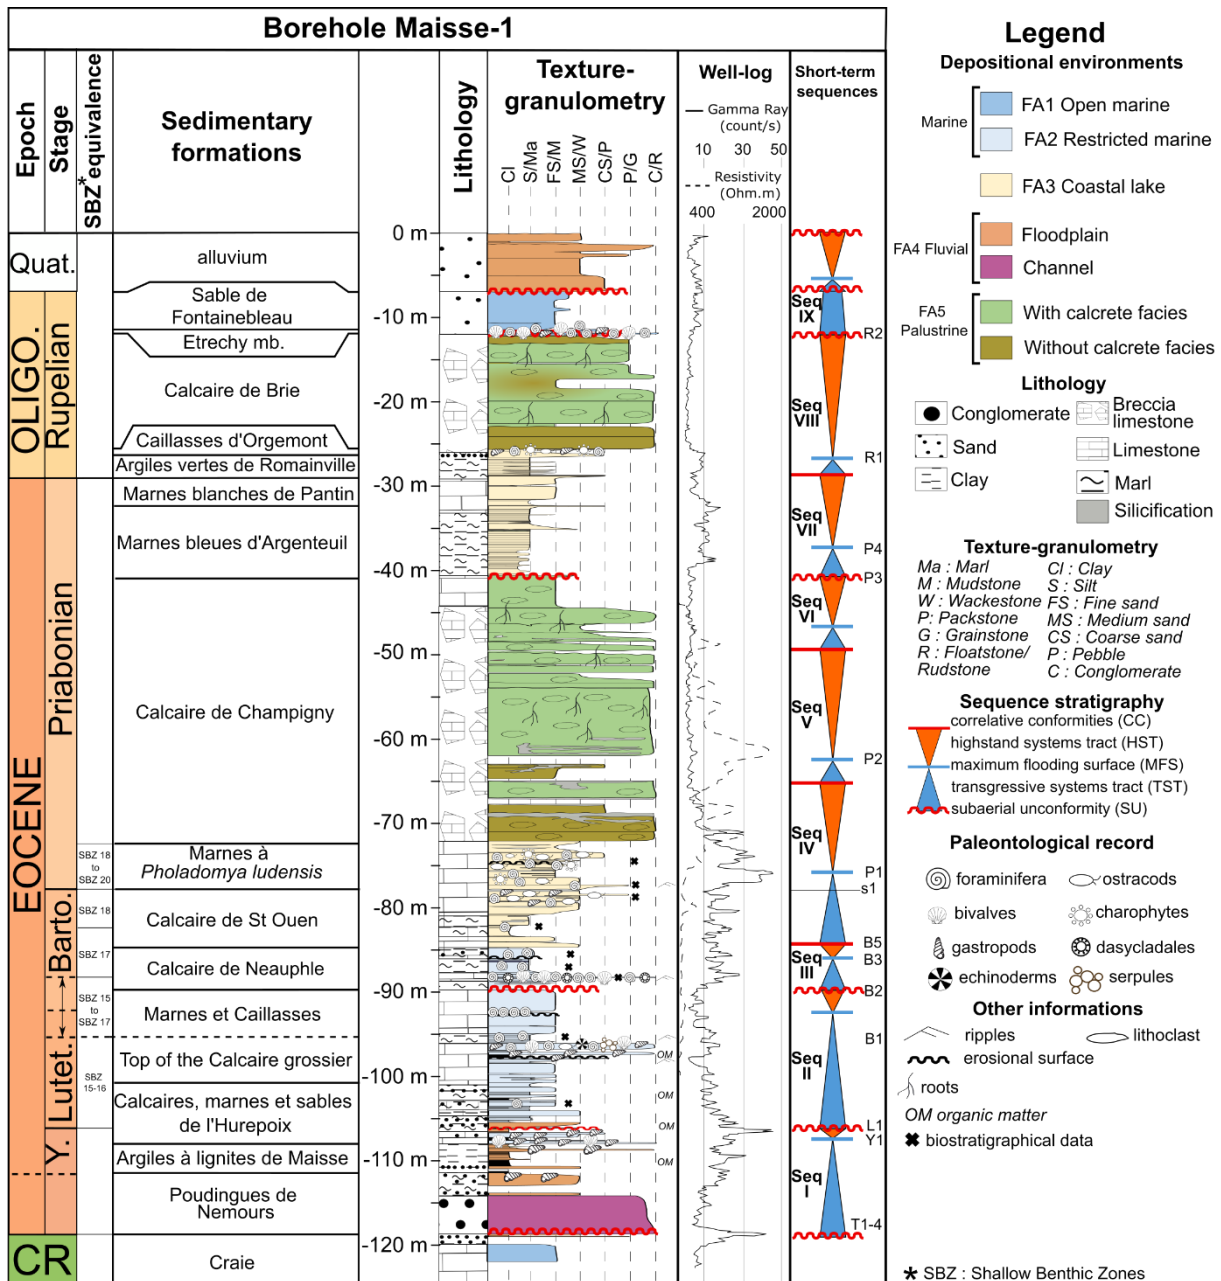 Borehole Maisse-1
Epoch
Stage
SBZ* equivalence
Sedimentary
formations
Lithology
Texture-
granulometry
Cl
S/Ma
FS/M
MS/W
CS/P
P/G
C/R
Well-log
Gamma Ray
(count/s)
10 30 50
Resistivity
(Ohm.m)
400 2000
Short-term
sequences
Quat.
OLIGO.
EOCENE
CR
Rupelian
Priabonian
Barto.
Lutet.
Y.
SBZ 18
to
SBZ 20
SBZ 18
SBZ 17
SBZ 15
to
SBZ 17
SBZ
15-16
alluvium
Sable de
Fontainebleau
Etrechy mb.
Calcaire de Brie
Caillasses d'Orgemont
Argiles vertes de Romainville
Marnes blanches de Pantin
Marnes bleues d'Argenteuil
Calcaire de Champigny
Marnes à
Pholadomya ludensis
Calcaire de St Ouen
Calcaire de Neauphle
Marnes et Caillasses
Top of the Calcaire grossier
Calcaires, marnes et sables
de l'Hurepoix
Argiles à lignites de Maisse
Poudingues de
Nemours
Craie
0 m
-10 m
-20 m
-30 m
-40 m
-50 m
-60 m
-70 m
-80 m
-90 m
-100 m
-110 m
-120 m
OM
OM
OM
OM
Seq
IX
R2
Seq
VIII
R1
Seq
VII
P4
P3
Seq
VI
Seq
V
P2
Seq
IV
P1
s1
B5
Seq
III
B3
B2
B1
Seq
II
L1
Y1
Seq
I
T1-4
Legend
Depositional environments
Marine
FA1 Open marine
FA2 Restricted marine
FA3 Coastal lake
FA4 Fluvial
Floodplain
Channel
FA5
Palustrine
With calcrete facies
Without calcrete facies
Lithology
Conglomerate
Breccia
limestone
Sand
Limestone
Clay
Marl
Silicification
Texture-granulometry
Ma : Marl Cl : Clay
M : Mudstone S : Silt
W : Wackestone FS : Fine sand
P: Packstone MS : Medium sand
G : Grainstone CS : Coarse sand
R : Floatstone/ P : Pebble
Rudstone C : Conglomerate
Sequence stratigraphy
correlative conformities (CC)
highstand systems tract (HST)
maximum flooding surface (MFS)
transgressive systems tract (TST)
subaerial unconformity (SU)
Paleontological record
foraminifera ostracods
bivalves charophytes
gastropods dasycladales
echinoderms serpules
Other informations
ripples lithoclast
erosional surface
roots
OM organic matter
biostratigraphical data
* SBZ : Shallow Benthic Zones